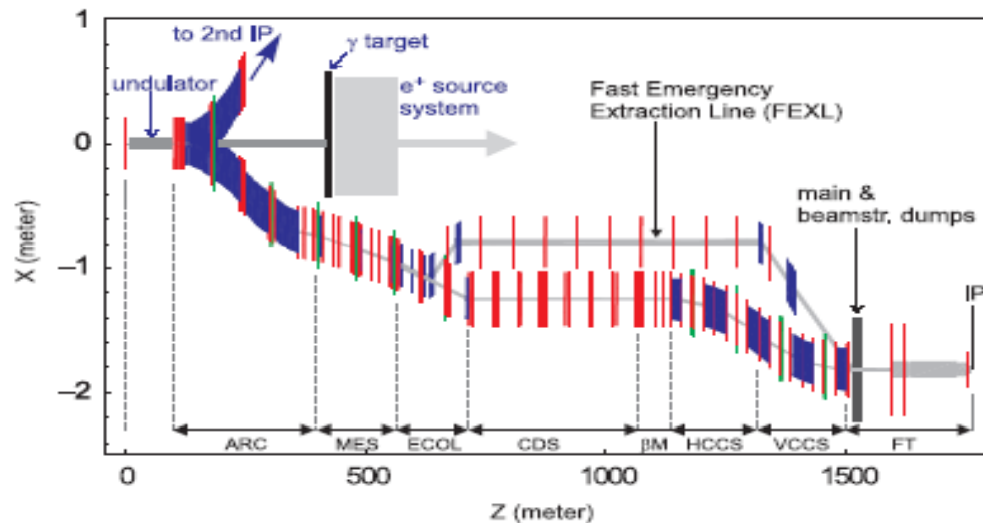 1
to 2nd IP
γ target
undulator
e+ source
system
Fast Emergency
Extraction Line (FEXL)
0
main &
beamstr, dumps
X (meter)
–1
IP
–2
ARC
MES
ECOL
CDS
βM
HCCS
VCCS
FT
0
500
1000
1500
Z (meter)